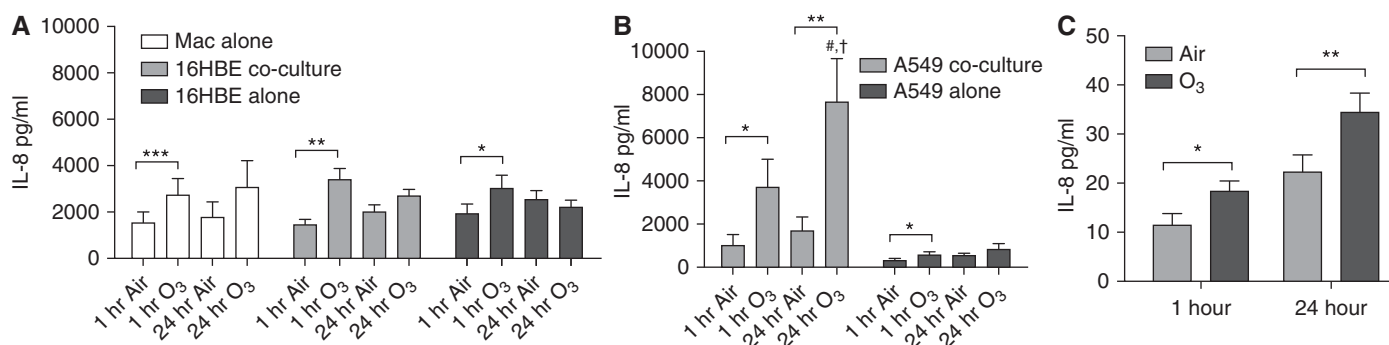 A
IL-8 pg/ml
10000
8000
6000
4000
2000
0
Mac alone
16HBE co-culture
16HBE alone
***
**
*
1 hr Air
1 hr O3
24 hr Air
24 hr O3
1 hr Air
1 hr O3
24 hr Air
24 hr O3
1 hr Air
1 hr O3
24 hr Air
24 hr O3
B
IL-8 pg/ml
10000
8000
6000
4000
2000
0
**
#,†
*
*
A549 co-culture
A549 alone
1 hr Air
1 hr O3
24 hr Air
24 hr O3
1 hr Air
1 hr O3
24 hr Air
24 hr O3
C
IL-8 pg/ml
50
40
30
20
10
0
Air
O3
*
**
1 hour
24 hour